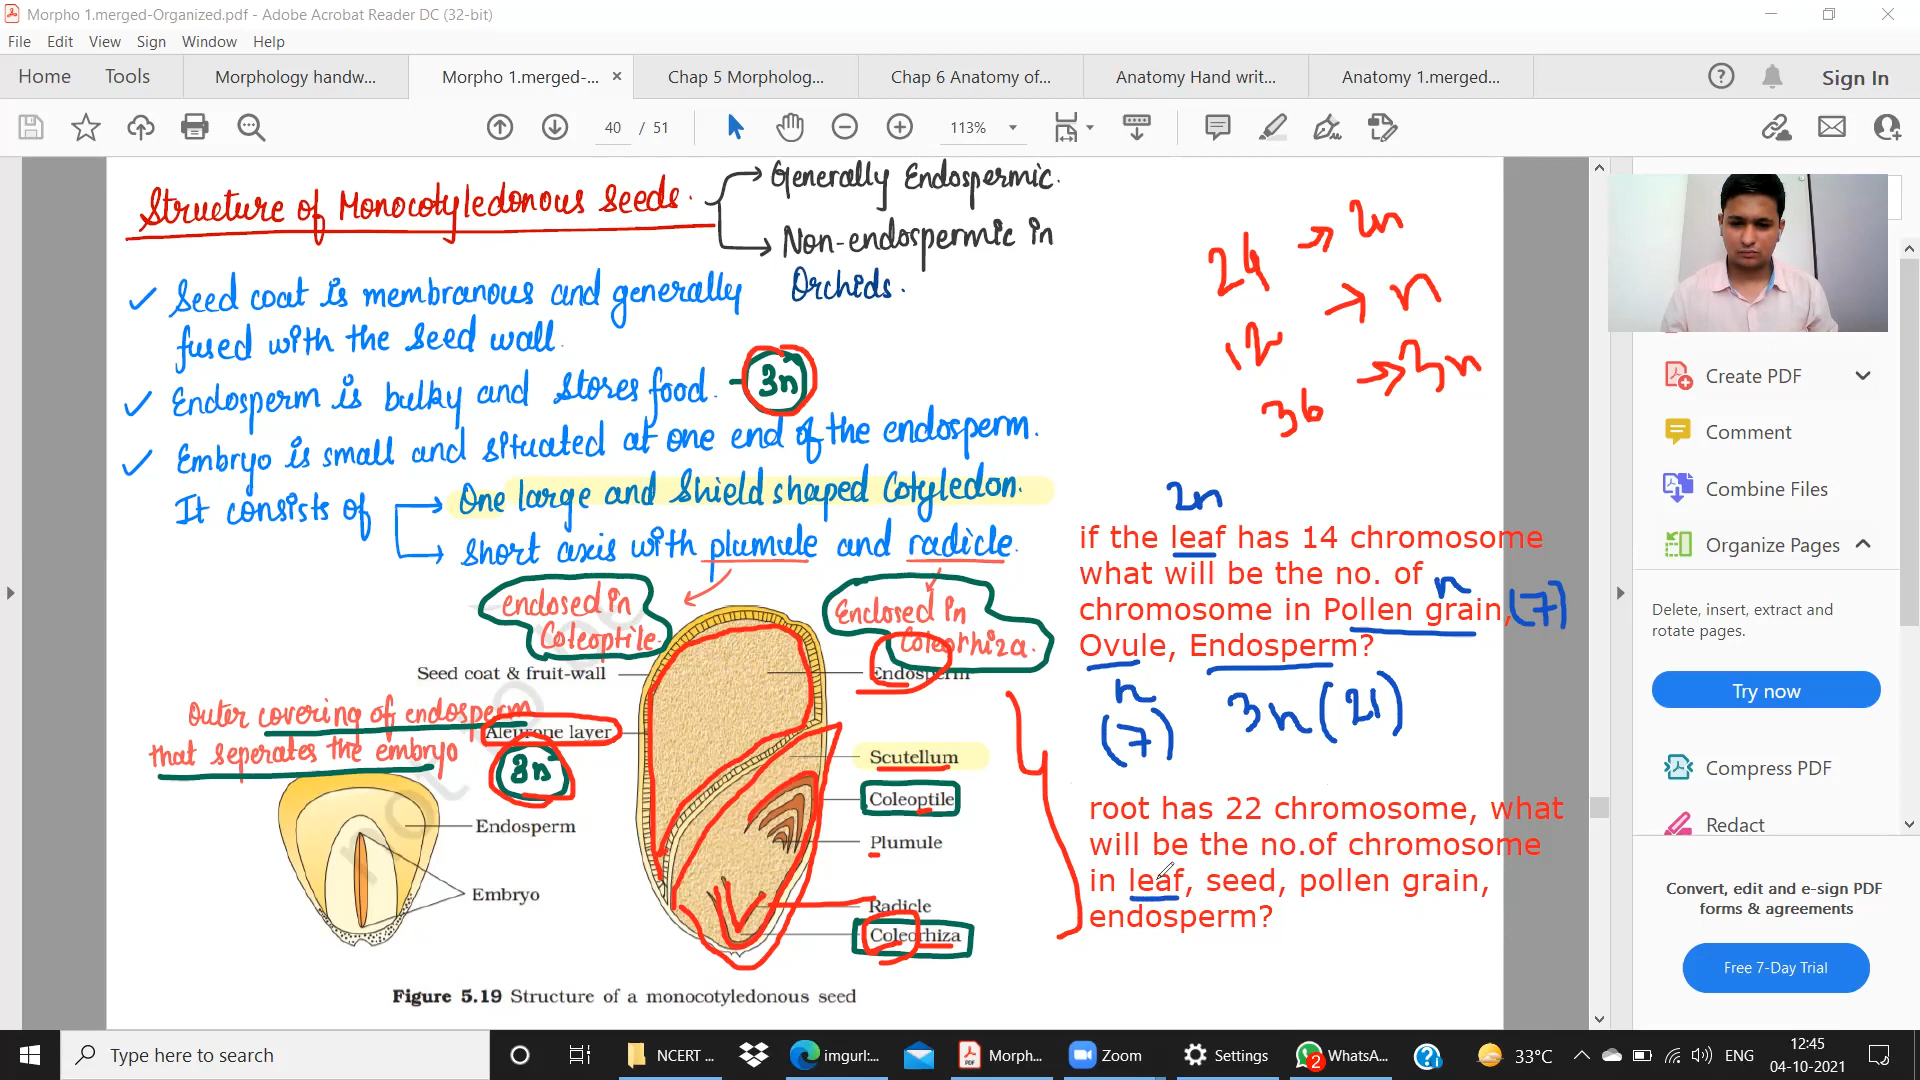 Morpho 1.merged-Organized.pdf - Adobe Acrobat Reader DC (32-bit)
File Edit View Sign Window Help
Home Tools Morphology handw... Morpho 1.merged-... × Chap 5 Morpholog... Chap 6 Anatomy of... Anatomy Hand writ... Anatomy 1.merged... Sign In
40 / 51 113%
Structure of Monocotyledonous Seeds.
Generally Endospermic.
Non-endospermic in
Orchids.
✓ Seed coat is membranous and generally
fused with the seed wall.
✓ Endosperm is bulky and stores food. - 3n
✓ Embryo is small and situated at one end of the endosperm.
It consists of
One large and Shield shaped Cotyledon.
Short axis with plumule and radicle.
enclosed in
Coleoptile.
Enclosed in
Coleorhiza.
24 → 2n
12 → n
36 → 3n
2n
if the leaf has 14 chromosome
what will be the no. of
n
chromosome in Pollen grain, (7)
Ovule, Endosperm?
n
(7)
3n (21)
root has 22 chromosome, what
will be the no.of chromosome
in leaf, seed, pollen grain,
endosperm?
Seed coat & fruit-wall
Endosperm
Outer covering of endosperm
that seperates the embryo
Aleurone layer
3n
Scutellum
Coleoptile
Plumule
Radicle
Coleorhiza
Endosperm
Embryo
Figure 5.19 Structure of a monocotyledonous seed
Create PDF
Comment
Combine Files
Organize Pages
Delete, insert, extract and
rotate pages.
Try now
Compress PDF
Redact
Convert, edit and e-sign PDF
forms & agreements
Free 7-Day Trial
Type here to search
NCERT ...
imgurl:...
Morph...
Zoom
Settings
2
WhatsA...
33°C
ENG
12:45
04-10-2021